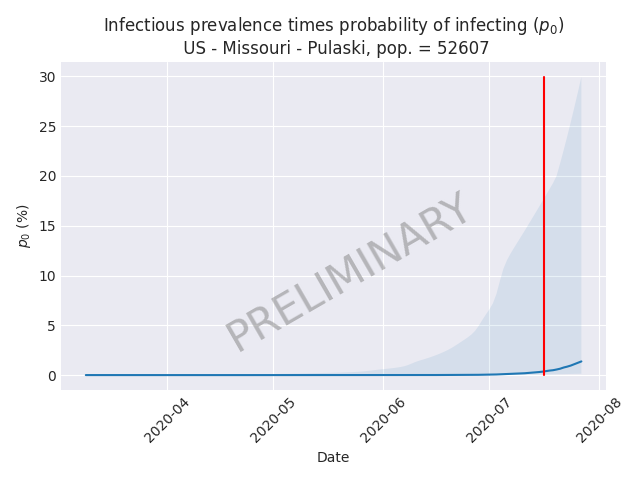 Infectious prevalence times probability of infecting (p₀)
US - Missouri - Pulaski, pop. = 52607
30
25
20
15
10
5
0
p₀ (%)
PRELIMINARY
2020-04
2020-05
2020-06
2020-07
2020-08
Date